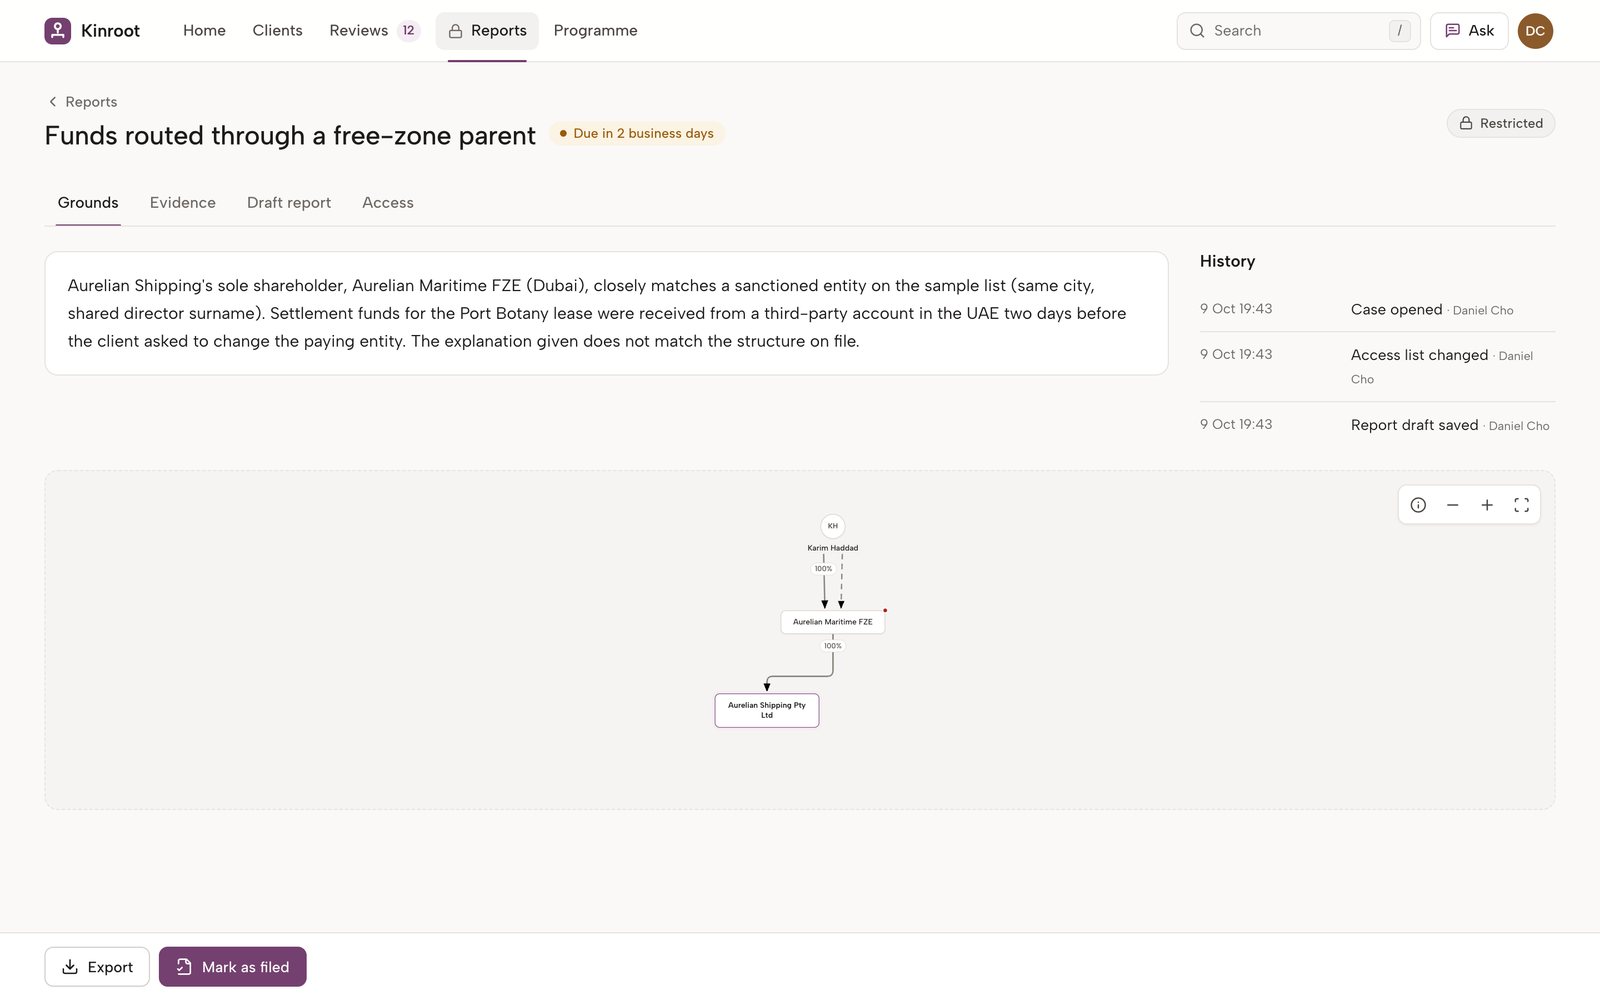 Kinroot
Home
Clients
Reviews 12
Reports
Programme
Search /
Ask
DC
Reports
Funds routed through a free-zone parent
Due in 2 business days
Restricted
Grounds
Evidence
Draft report
Access
Aurelian Shipping's sole shareholder, Aurelian Maritime FZE (Dubai), closely matches a sanctioned entity on the sample list (same city,
shared director surname). Settlement funds for the Port Botany lease were received from a third-party account in the UAE two days before
the client asked to change the paying entity. The explanation given does not match the structure on file.
History
9 Oct 19:43 Case opened · Daniel Cho
9 Oct 19:43 Access list changed · Daniel
Cho
9 Oct 19:43 Report draft saved · Daniel Cho
KH
Karim Haddad
100%
Aurelian Maritime FZE
100%
Aurelian Shipping Pty
Ltd
Export
Mark as filed